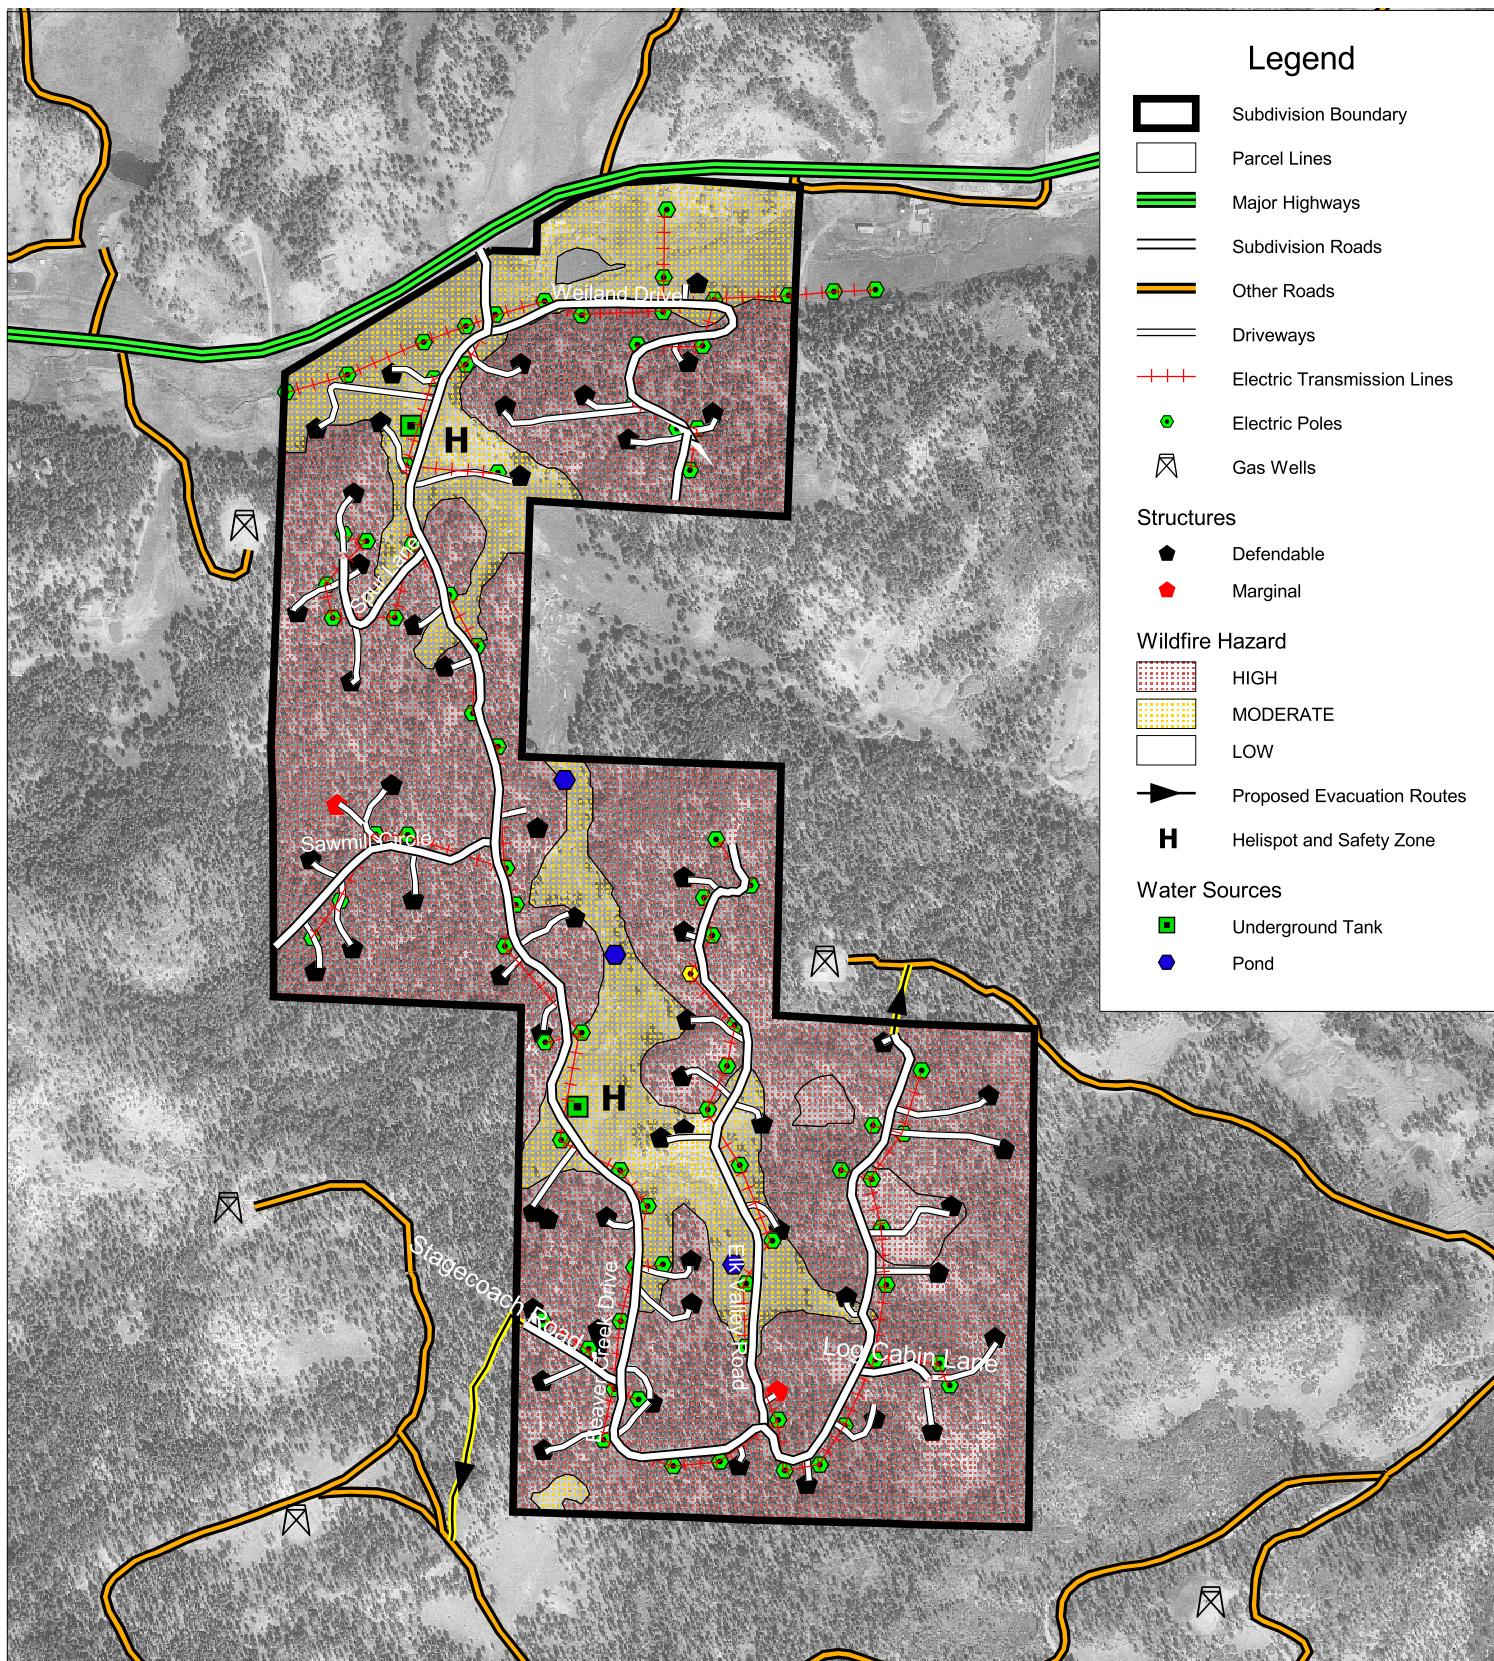 Legend
Subdivision Boundary
Parcel Lines
Major Highways
Subdivision Roads
Other Roads
Driveways
Electric Transmission Lines
Electric Poles
Gas Wells
Structures
Defendable
Marginal
Wildfire Hazard
HIGH
MODERATE
LOW
Proposed Evacuation Routes
H Helispot and Safety Zone
Water Sources
Underground Tank
Pond
Weiland Drive
H
Spur Lane
Sawmill Circle
H
Stagecoach Road
Beaver Creek Drive
Elk Valley Road
Log Cabin Lane